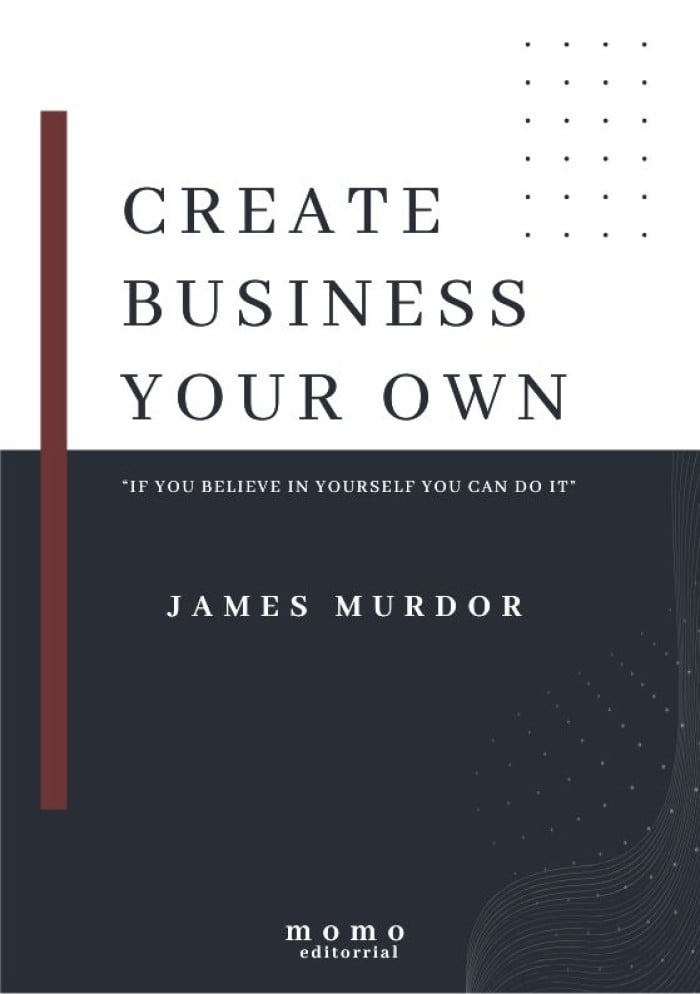 CREATE
BUSINESS
YOUR OWN
“IF YOU BELIEVE IN YOURSELF YOU CAN DO IT”
JAMES MURDOR
momo
editorrial